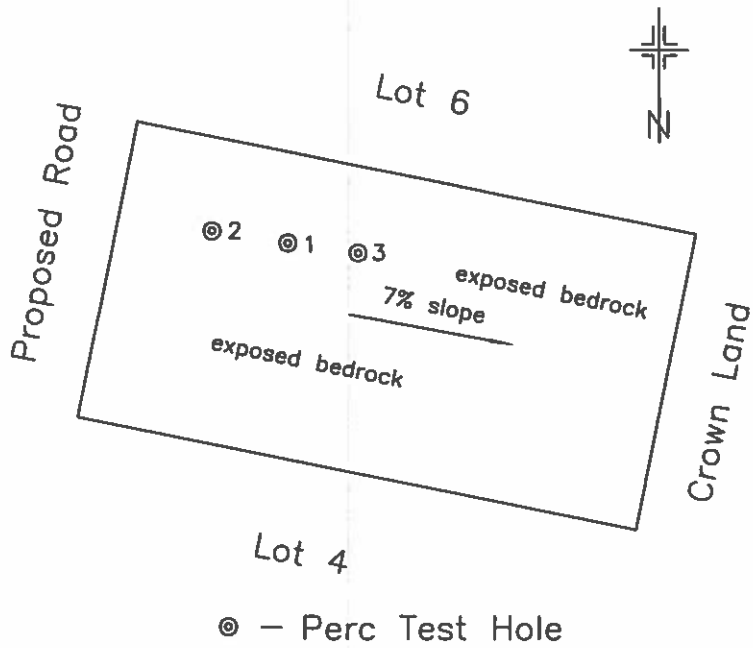 N
Lot 6
Proposed Road
2
1
3
exposed bedrock
7% slope
exposed bedrock
Crown Land
Lot 4
– Perc Test Hole